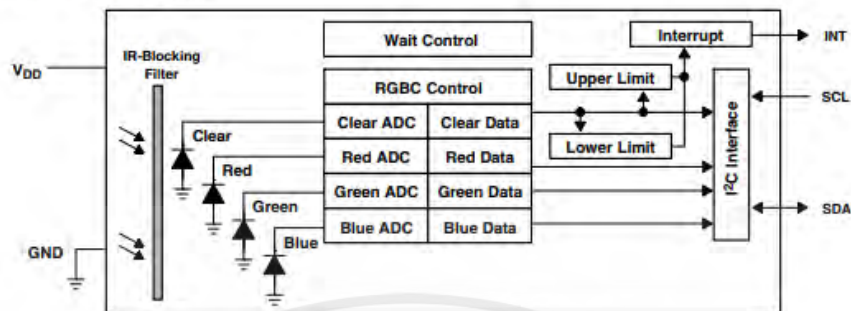 Wait Control
Interrupt
INT
IR-Blocking
Filter
VDD
RGBC Control
Upper Limit
SCL
Clear
Clear ADC
Clear Data
Lower Limit
Red
Red ADC
Red Data
I²C Interface
Green
Green ADC
Green Data
SDA
Blue
Blue ADC
Blue Data
GND